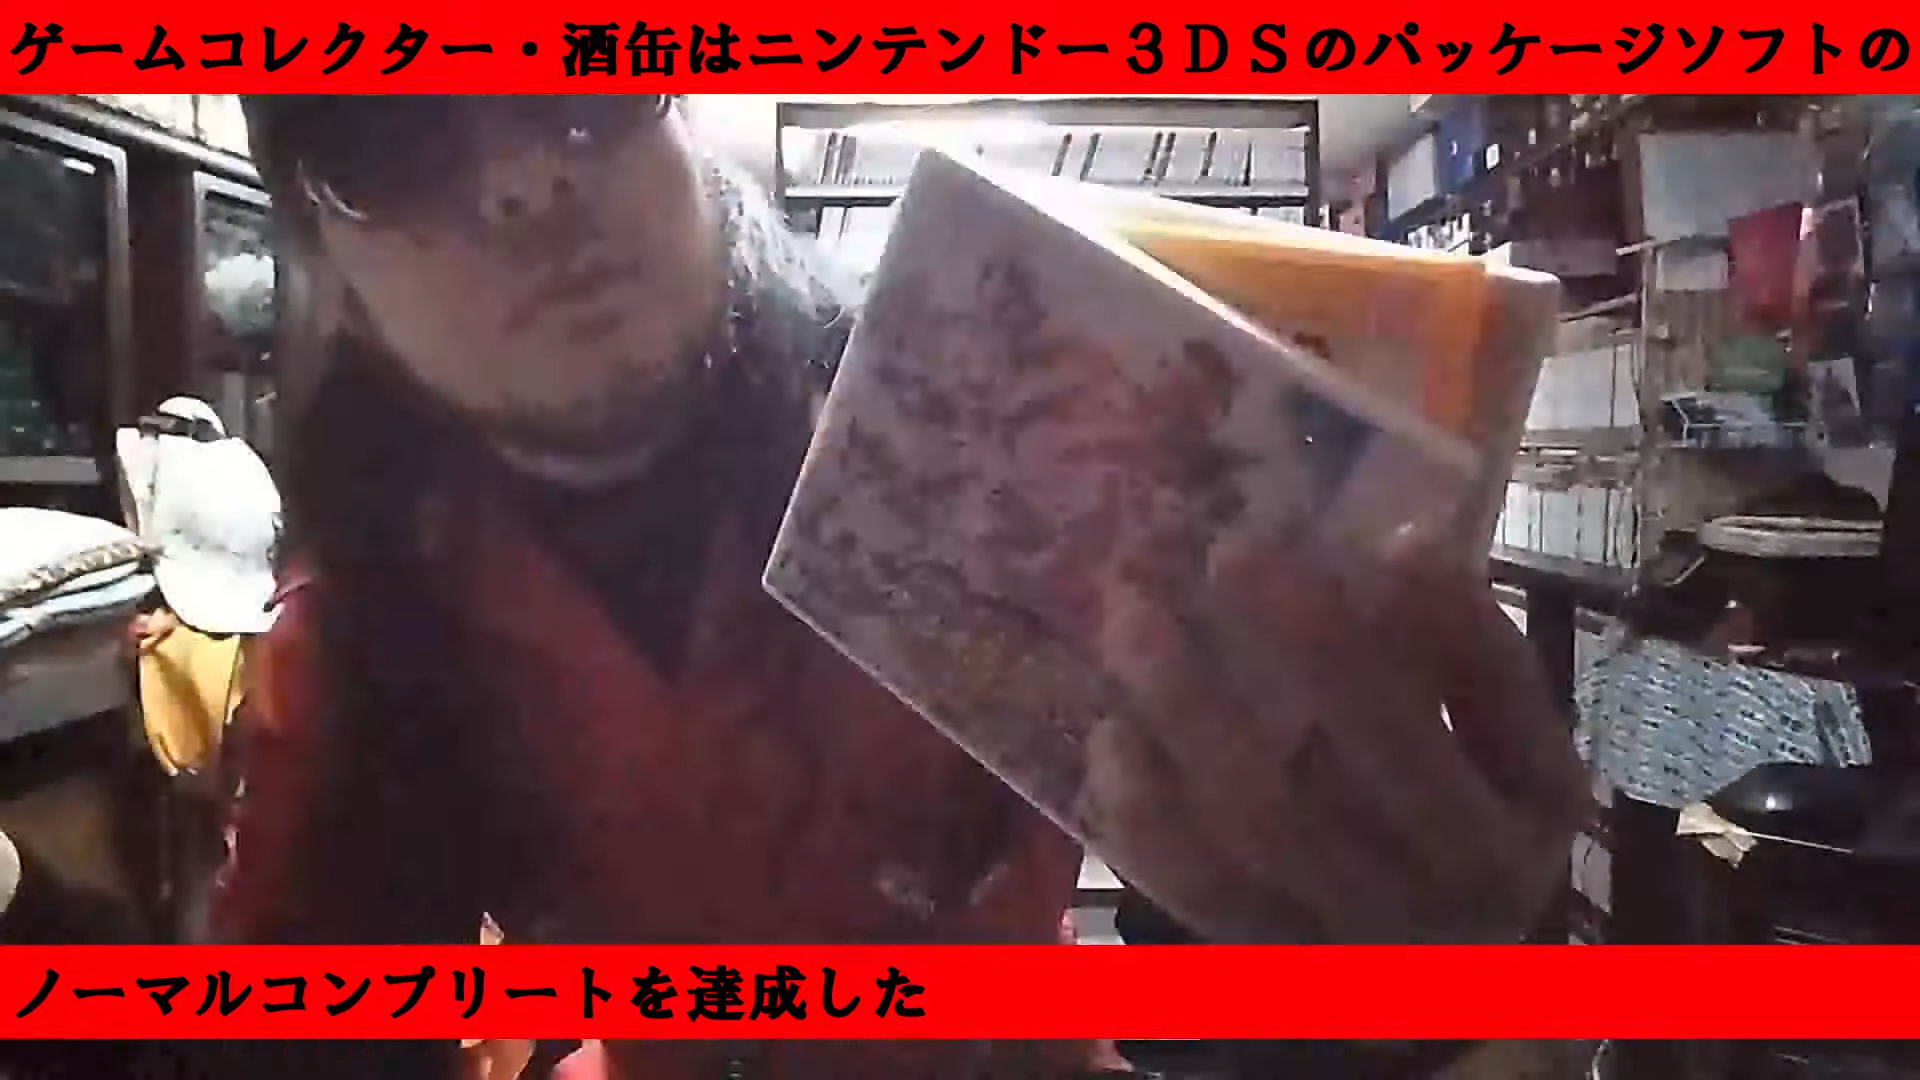 ゲームコレクター・酒缶はニンテンドー３ＤＳのパッケージソフトの
ノーマルコンプリートを達成した